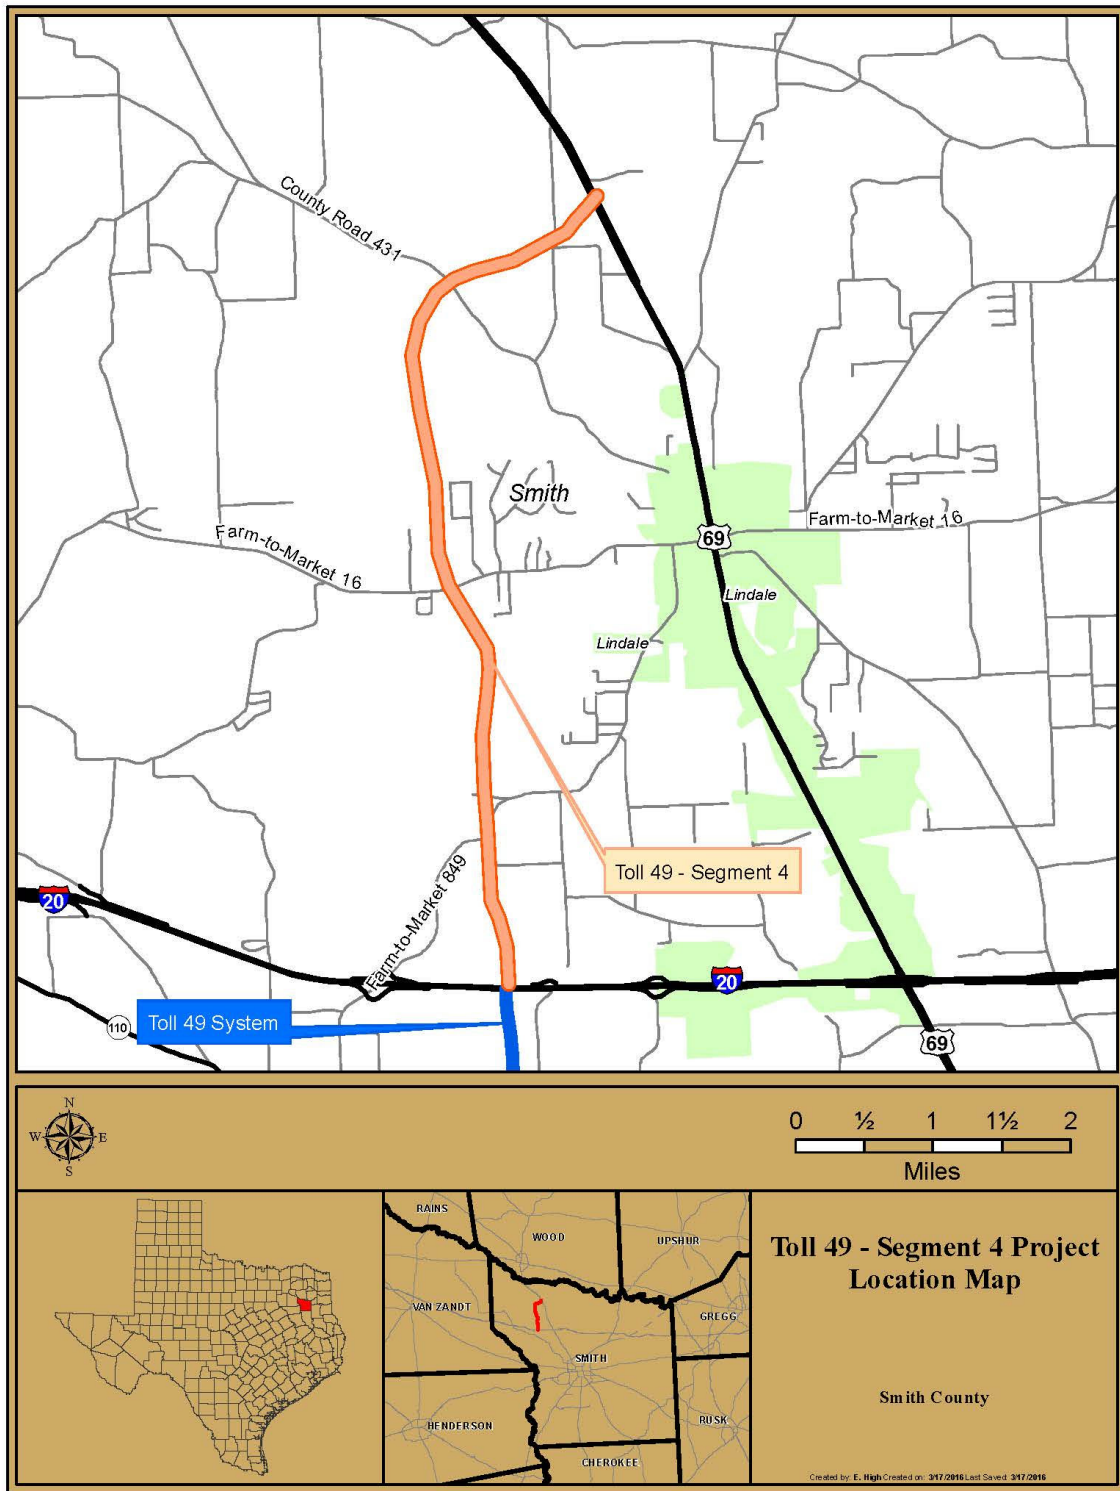 County Road 431
Smith
Farm-to-Market 16
Farm-to-Market 16
69
Lindale
Lindale
Toll 49 - Segment 4
Farm-to-Market 849
20
20
Toll 49 System
110
69
N
W E
S
0 ½ 1 1½ 2
Miles
RAINS
WOOD
UPSHUR
VAN ZANDT
GREGG
SMITH
HENDERSON
RUSK
CHEROKEE
Toll 49 - Segment 4 Project
Location Map
Smith County
Created by: E. High Created on: 3/17/2016 Last Saved: 3/17/2016